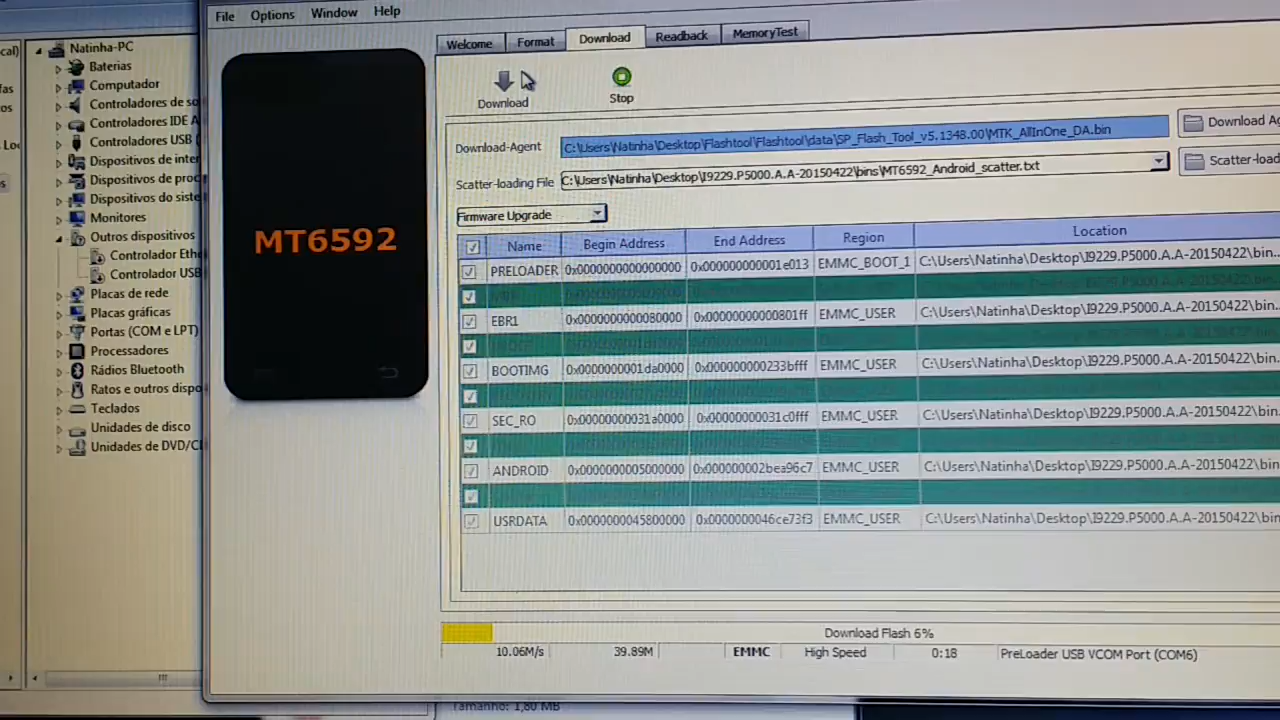 File Options Window Help
Natinha-PC
Baterias
Computador
Controladores de so
Controladores IDE A
Controladores USB (
Dispositivos de inter
Dispositivos de proc
Dispositivos do siste
Monitores
Outros dispositivos
Controlador Ethe
Controlador USB
Placas de rede
Placas gráficas
Portas (COM e LPT)
Processadores
Rádios Bluetooth
Ratos e outros dispo
Teclados
Unidades de disco
Unidades de DVD/CI
MT6592
Welcome Format Download Readback MemoryTest
Download Stop
Download-Agent C:\Users\Natinha\Desktop\Flashtool\Flashtool\data\SP_Flash_Tool_v5.1348.00\MTK_AllInOne_DA.bin Download Ag
Scatter-loading File C:\Users\Natinha\Desktop\I9229.P5000.A.A-20150422\bins\MT6592_Android_scatter.txt Scatter-load
Firmware Upgrade
Name Begin Address End Address Region Location
PRELOADER 0x0000000000000000 0x000000000001e013 EMMC_BOOT_1 C:\Users\Natinha\Desktop\I9229.P5000.A.A-20150422\bin...
EBR1 0x0000000000080000 0x00000000000801ff EMMC_USER C:\Users\Natinha\Desktop\I9229.P5000.A.A-20150422\bin
BOOTIMG 0x0000000001da0000 0x000000000233bfff EMMC_USER C:\Users\Natinha\Desktop\I9229.P5000.A.A-20150422\bin
SEC_RO 0x00000000031a0000 0x00000000031c0fff EMMC_USER C:\Users\Natinha\Desktop\I9229.P5000.A.A-20150422\bin
ANDROID 0x0000000005000000 0x000000002bea96c7 EMMC_USER C:\Users\Natinha\Desktop\I9229.P5000.A.A-20150422\bin
USRDATA 0x0000000045800000 0x0000000046ce73f3 EMMC_USER C:\Users\Natinha\Desktop\I9229.P5000.A.A-20150422\bin
Download Flash 6%
10.06M/s 39.89M EMMC High Speed 0:18 PreLoader USB VCOM Port (COM6)
Tamanho: 1,80 MB